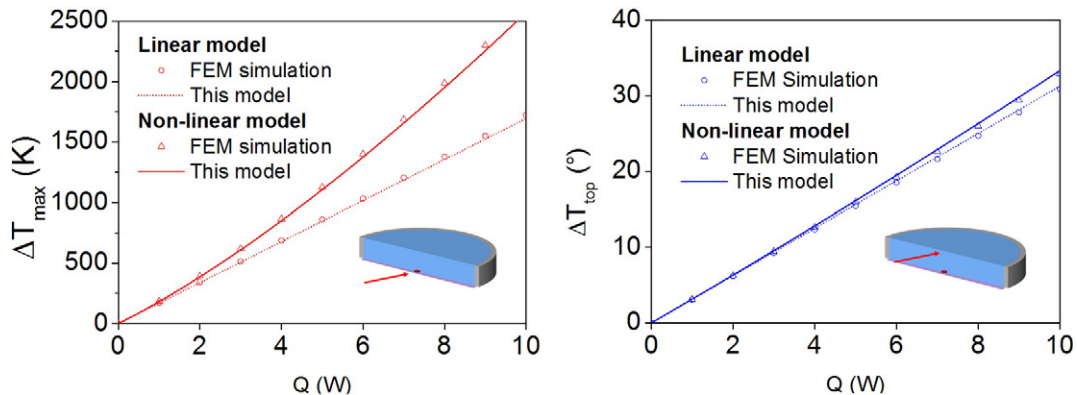 2500
2000
1500
1000
500
0
ΔT_max (K)
Linear model
FEM simulation
This model
Non-linear model
FEM simulation
This model
0 2 4 6 8 10
Q (W)
40
30
20
10
0
ΔT_top (°)
Linear model
FEM Simulation
This model
Non-linear model
FEM Simulation
This model
0 2 4 6 8 10
Q (W)